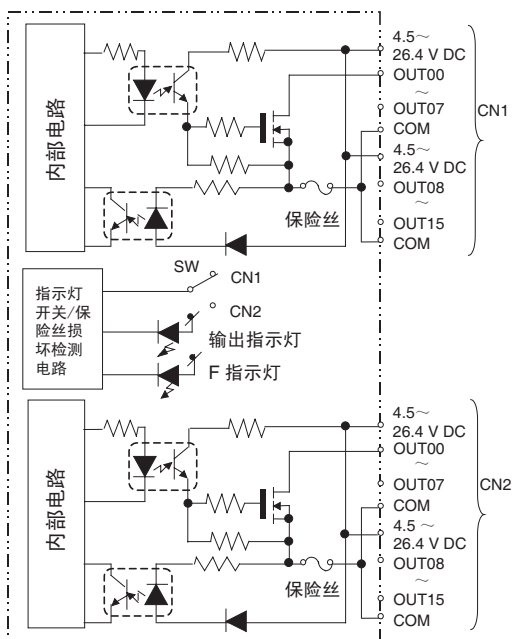 内部电路
4.5～
26.4 V DC
OUT00
～
OUT07
COM
4.5～
26.4 V DC
OUT08
～
OUT15
COM
CN1
保险丝
SW
CN1
CN2
指示灯
开关/保
险丝损
坏检测
电路
输出指示灯
F 指示灯
内部电路
4.5～
26.4 V DC
OUT00
～
OUT07
COM
4.5 ～
26.4 V DC
OUT08
～
OUT15
COM
CN2
保险丝